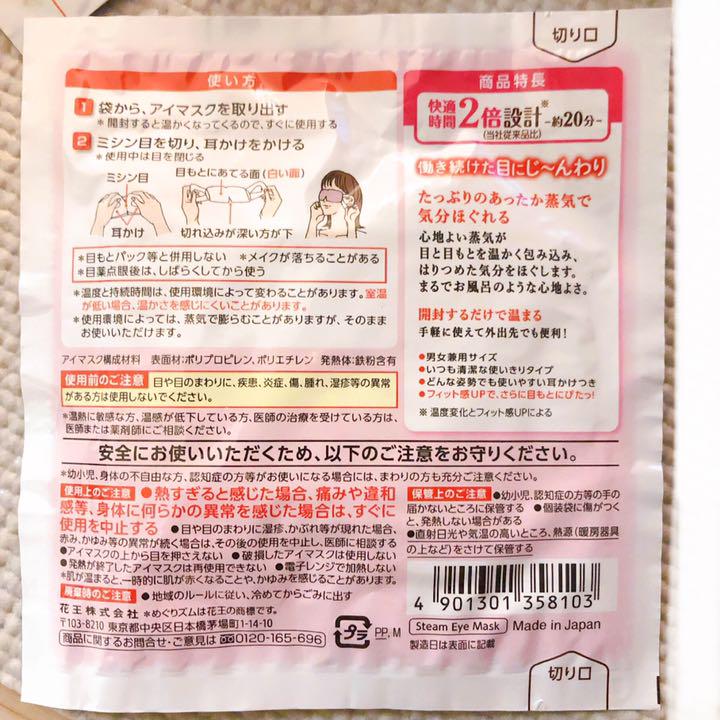 切り口
使い方
1 袋から、アイマスクを取り出す
*開封すると温かくなってくるので、すぐに使用する
2 ミシン目を切り、耳かけをかける
*使用中は目を閉じる
ミシン目
目もとにあてる面(白い面)
耳かけ
切れ込みが深い方が下
*目もとパック等と併用しない *メイクが落ちることがある
*目薬点眼後は、しばらくしてから使う
*温度と持続時間は、使用環境によって変わることがあります。室温
が低い場合、温かさを感じにくいことがあります。
*使用環境によっては、蒸気で膨らむことがありますが、そのまま
お使いいただけます。
アイマスク構成材料 表面材:ポリプロピレン、ポリエチレン 発熱体:鉄粉含有
使用前のご注意 目や目のまわりに、疾患、炎症、傷、腫れ、湿疹等の異常
がある方は使用しないでください。
*温熱に敏感な方、温感が低下している方、医師の治療を受けている方は、
医師または薬剤師にご相談ください。
商品特長
快適時間2倍設計※ -約20分-
(当社従来品比)
働き続けた目にじ〜んわり
たっぷりのあったか蒸気で
気分ほぐれる
心地よい蒸気が
目と目もとを温かく包み込み、
はりつめた気分をほぐします。
まるでお風呂のような心地よさ。
開封するだけで温まる
手軽に使えて外出先でも便利!
●男女兼用サイズ
●いつも清潔な使いきりタイプ
●どんな姿勢でも使いやすい耳かけつき
●フィット感UPで、さらに目もとにぴたっ!
※ 温度変化とフィット感UPによる
安全にお使いいただくため、以下のご注意をお守りください。
*幼小児、身体の不自由な方、認知症の方等がお使いになる場合には、まわりの方も充分ご注意ください。
使用上のご注意 ●熱すぎると感じた場合、痛みや違和
感等、身体に何らかの異常を感じた場合は、すぐに
使用を中止する ●目や目のまわりに湿疹、かぶれ等が現れた場合、
赤み、かゆみ等の異常が続く場合は、その後の使用を中止し、医師に相談する
●アイマスクの上から目を押さえない ●破損したアイマスクは使用しない
●発熱が終了したアイマスクは再使用できない ●電子レンジで加熱しない
*肌が温まると、一時的に肌が赤くなることや、かゆみを感じることがあります。
廃棄時のご注意 ●地域のルールに従い、冷めてからごみに出す
花王株式会社 *めぐりズムは花王の商標です。
〒103-8210 東京都中央区日本橋茅場町1-14-10
商品に関するお問合せ・ご意見は 0120-165-696
プラ
PP, M
保管上のご注意 ●幼小児、認知症の方等の手の
届かないところに保管する ●個装袋に傷がつく
と、発熱しない場合がある
●直射日光や気温の高いところ、熱源(暖房器具
の上など)をさけて保管する
4 901301 358103
Steam Eye Mask Made in Japan
製造日は表面に記載
切り口